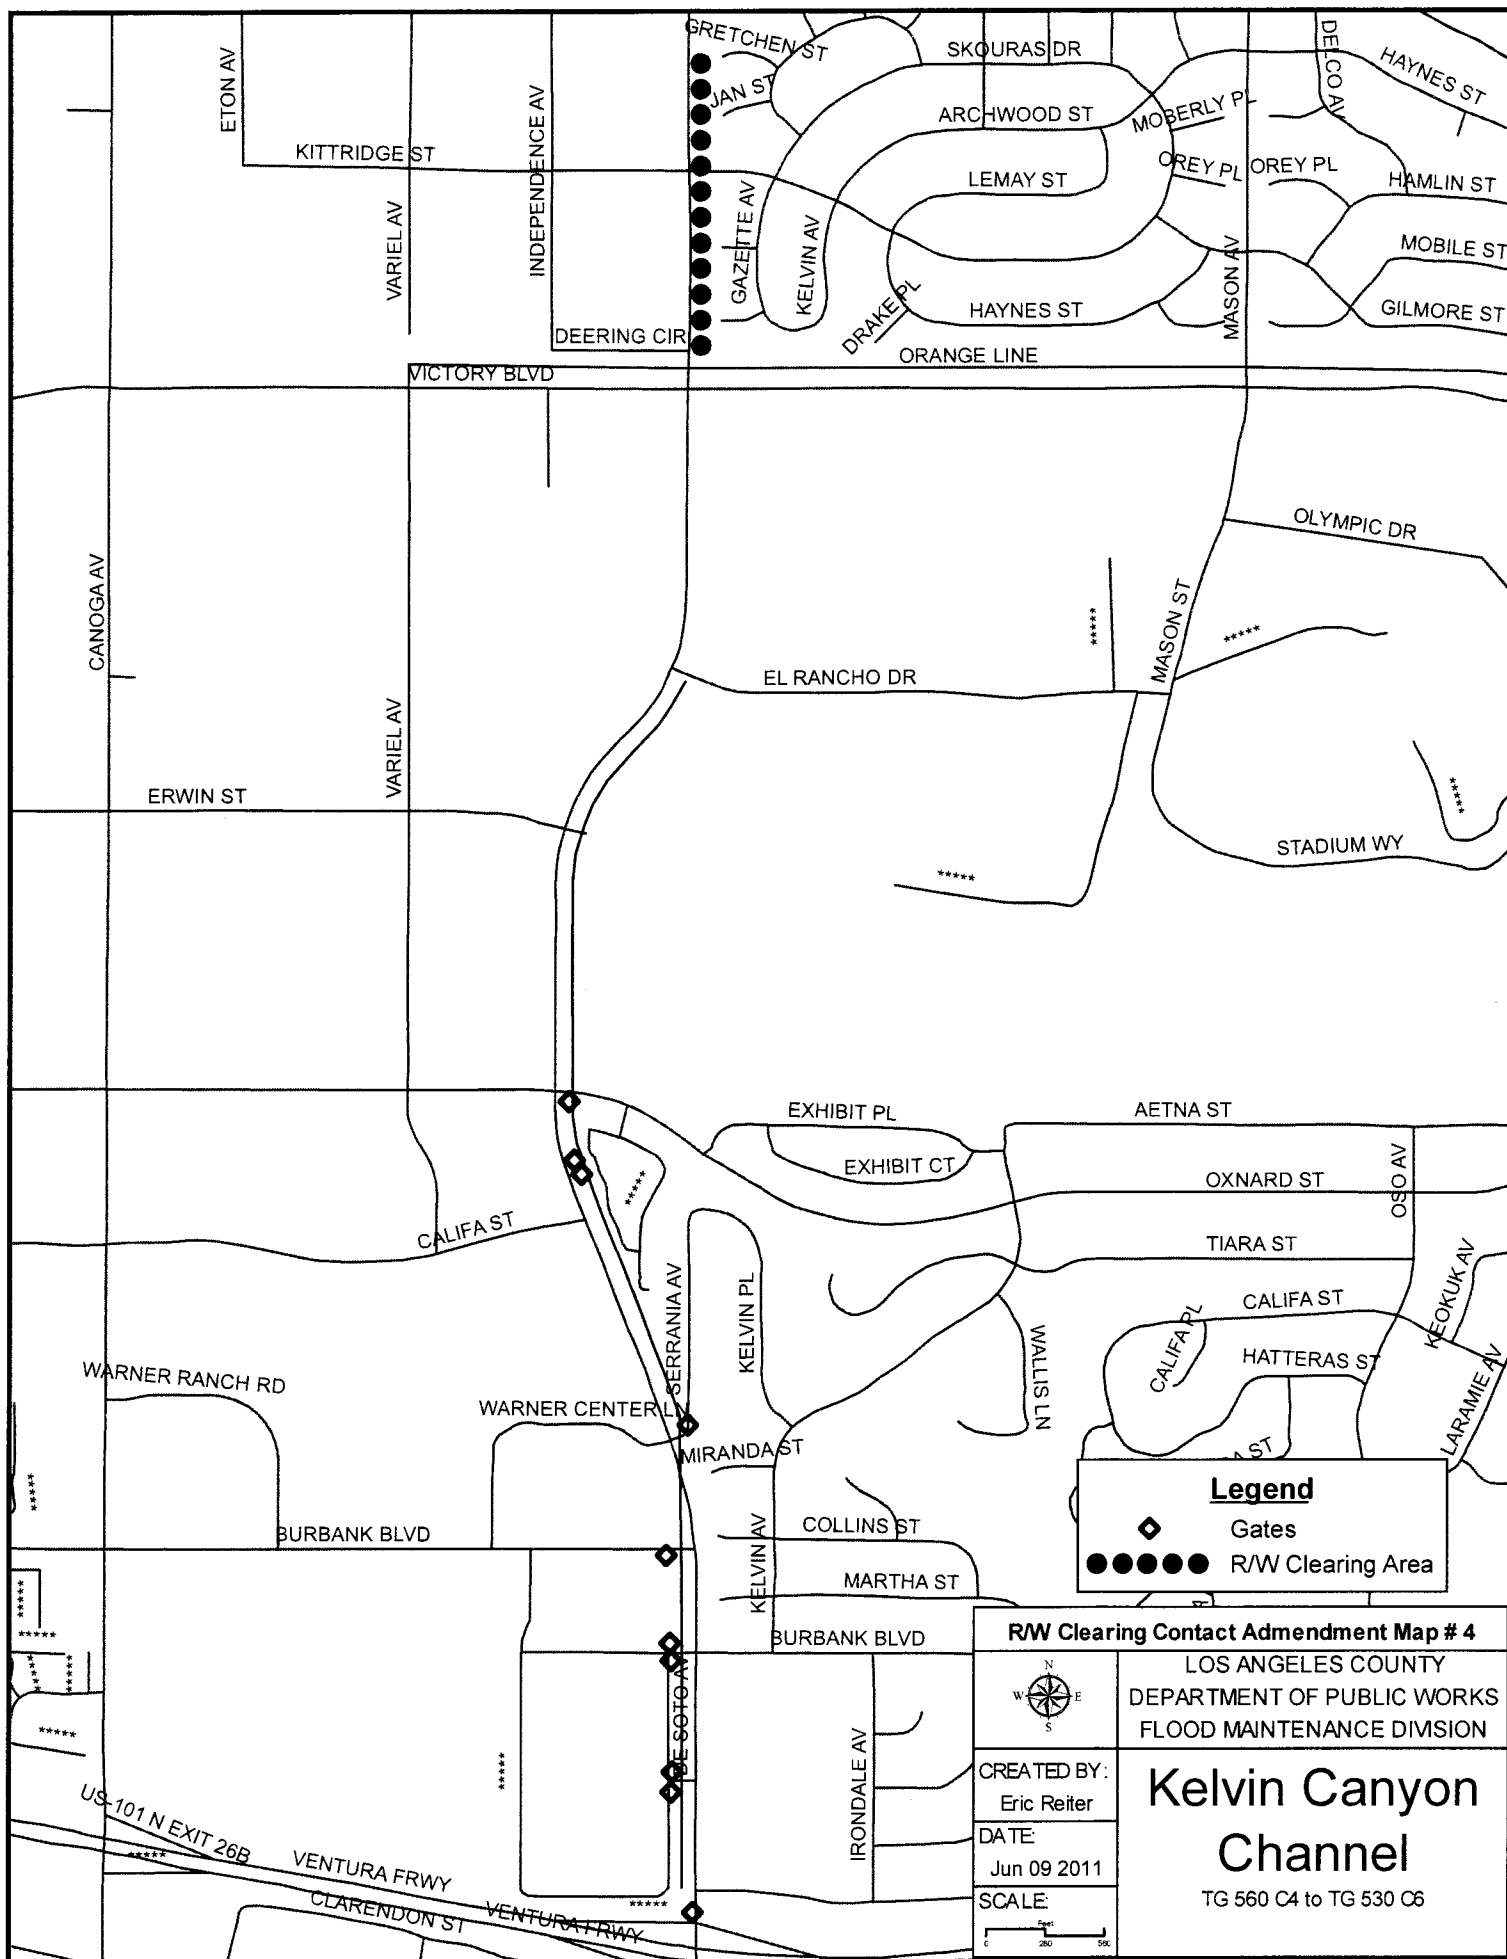 GRETCHEN ST
SKOURAS DR
DELCO AV
HAYNES ST
ETON AV
JAN ST
INDEPENDENCE AV
ARCHWOOD ST
MOBERLY PL
KITTRIDGE ST
OREY PL
OREY PL
LEMAY ST
HAMLIN ST
VARIEL AV
GAZETTE AV
KELVIN AV
MASON AV
MOBILE ST
DRAKE PL
HAYNES ST
GILMORE ST
DEERING CIR
ORANGE LINE
VICTORY BLVD
OLYMPIC DR
CANOGA AV
*****
MASON ST
*****
EL RANCHO DR
VARIEL AV
ERWIN ST
*****
STADIUM WY
*****
EXHIBIT PL
AETNA ST
EXHIBIT CT
OSO AV
OXNARD ST
*****
CALIFA ST
TIARA ST
KEOKUK AV
SERRANIA AV
KELVIN PL
CALIFA ST
CALIFA PL
WALLIS LN
HATTERAS ST
WARNER RANCH RD
LARAMIE AV
WARNER CENTER L
MIRANDA ST
A ST
*****
Legend
Gates
R/W Clearing Area
BURBANK BLVD
COLLINS ST
KELVIN AV
MARTHA ST
*****
*****
BURBANK BLVD
*****
*****
DE SOTO AV
*****
*****
IRONDALE AV
US-101 N EXIT 26B
*****
VENTURA FRWY
CLARENDON ST
VENTURA FRWY
*****
R/W Clearing Contact Admendment Map # 4
N
W
E
S
LOS ANGELES COUNTY
DEPARTMENT OF PUBLIC WORKS
FLOOD MAINTENANCE DIVISION
CREATED BY:
Eric Reiter
DATE:
Jun 09 2011
SCALE:
Feet
0 280 560
Kelvin Canyon
Channel
TG 560 C4 to TG 530 C6